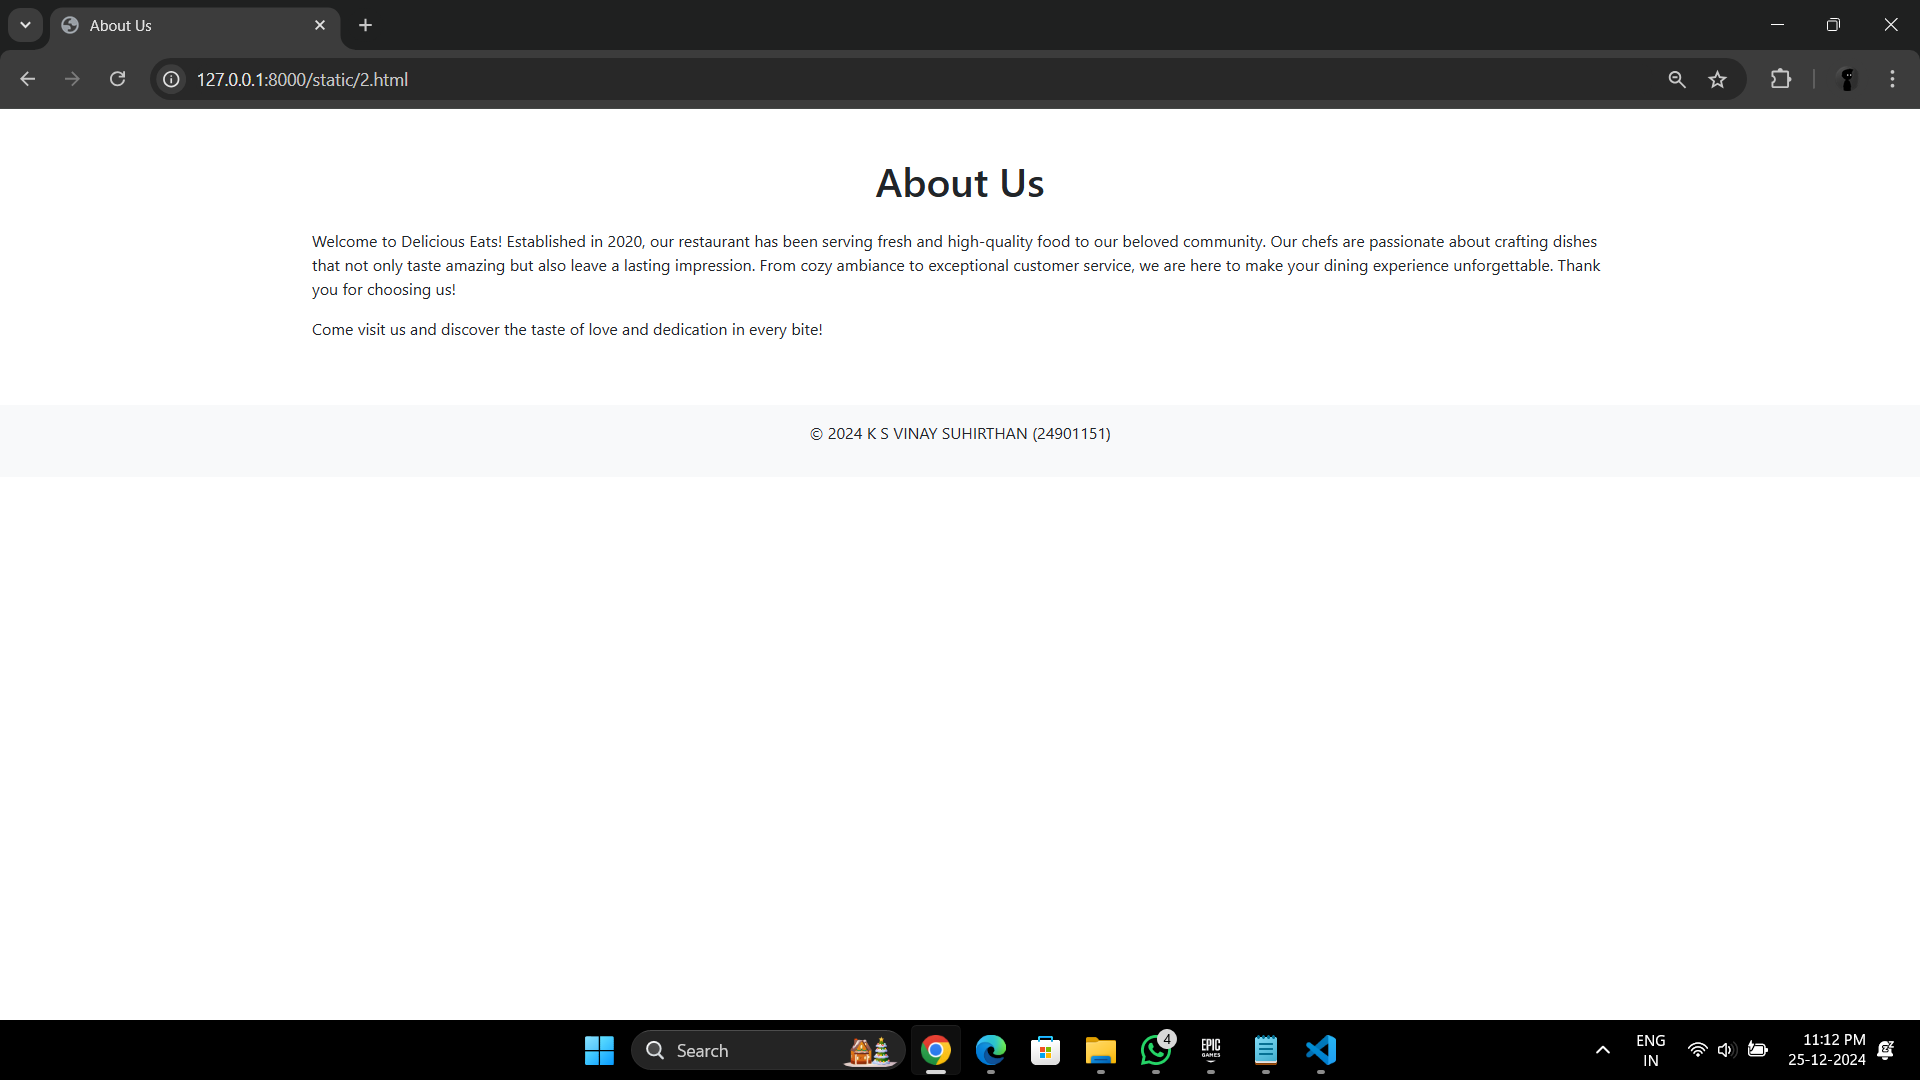 About Us
127.0.0.1:8000/static/2.html
About Us
Welcome to Delicious Eats! Established in 2020, our restaurant has been serving fresh and high-quality food to our beloved community. Our chefs are passionate about crafting dishes
that not only taste amazing but also leave a lasting impression. From cozy ambiance to exceptional customer service, we are here to make your dining experience unforgettable. Thank
you for choosing us!
Come visit us and discover the taste of love and dedication in every bite!
© 2024 K S VINAY SUHIRTHAN (24901151)
Search
4
EPIC
GAMES
ENG
IN
11:12 PM
25-12-2024